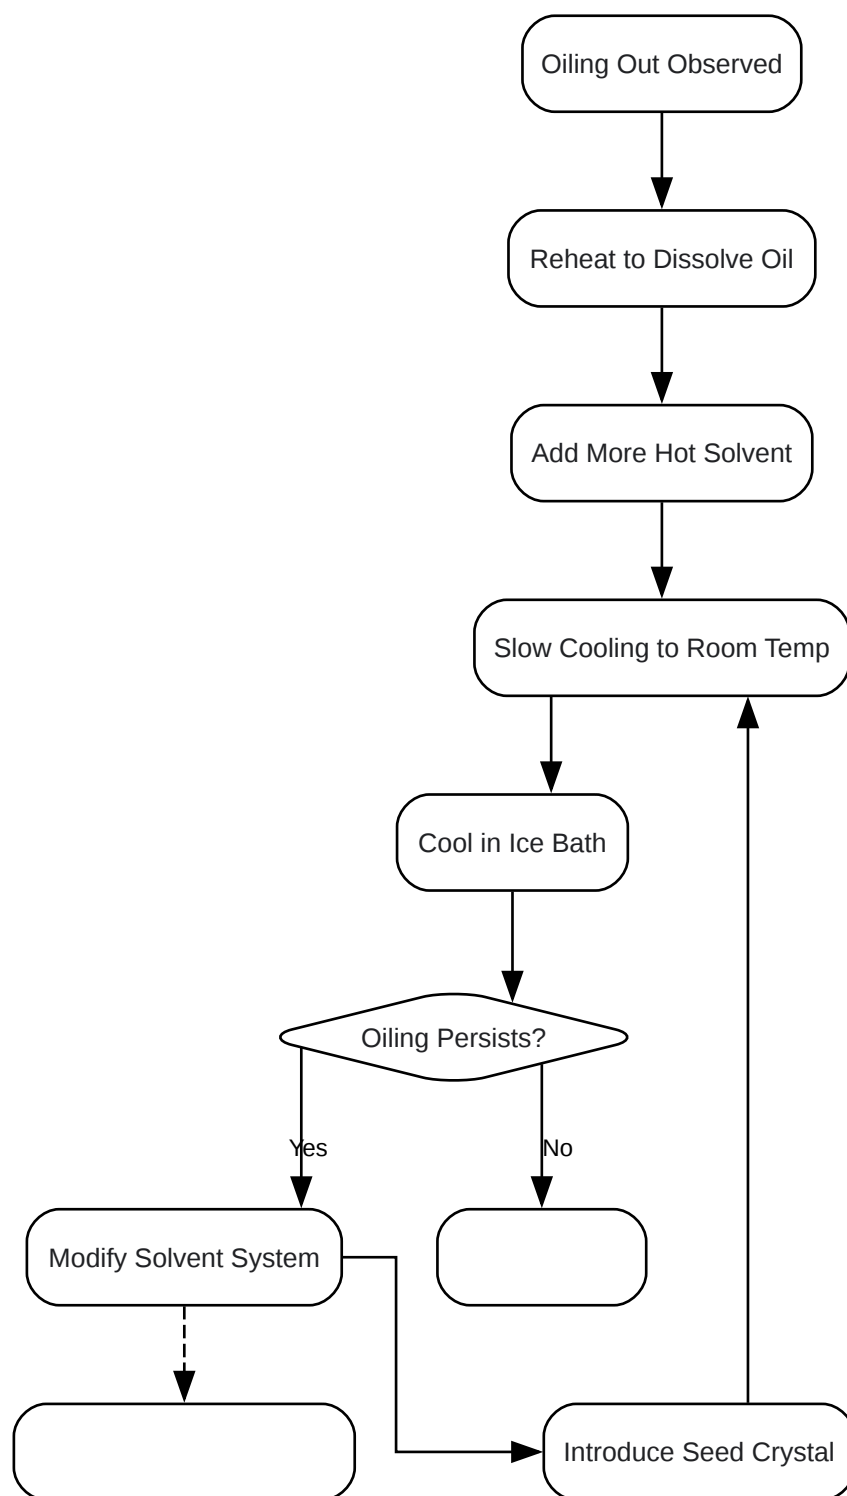 Oiling Out Observed
Reheat to Dissolve Oil
Add More Hot Solvent
Slow Cooling to Room Temp
Cool in Ice Bath
Oiling Persists?
Yes
No
Modify Solvent System
Introduce Seed Crystal